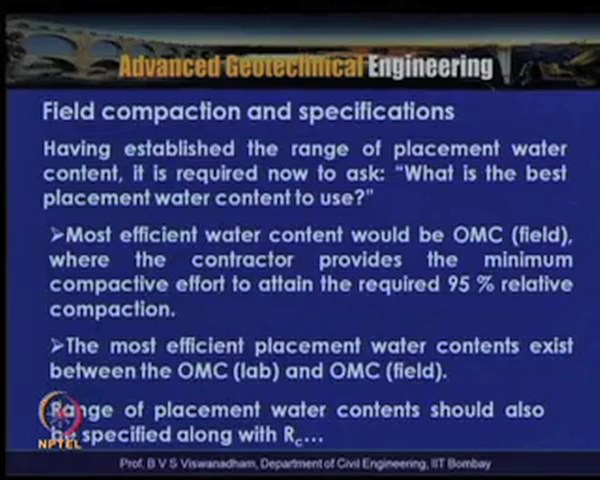 Advanced Geotechnical Engineering
Field compaction and specifications
Having established the range of placement water
content, it is required now to ask: “What is the best
placement water content to use?”
➢Most efficient water content would be OMC (field),
where the contractor provides the minimum
compactive effort to attain the required 95 % relative
compaction.
➢The most efficient placement water contents exist
between the OMC (lab) and OMC (field).
Range of placement water contents should also
be specified along with Rc...
NPTEL
Prof. B V S Viswanadham, Department of Civil Engineering, IIT Bombay